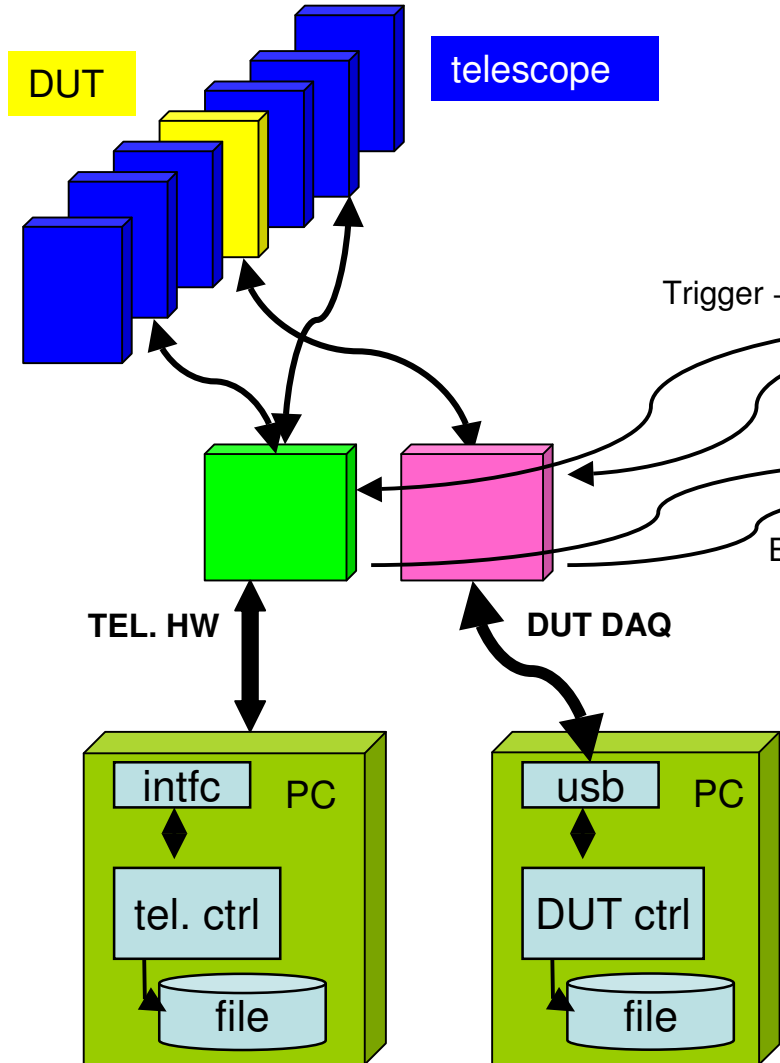 DUT
telescope
Trigger -
TEL. HW
DUT DAQ
intfc
PC
usb
PC
tel. ctrl
DUT ctrl
file
file